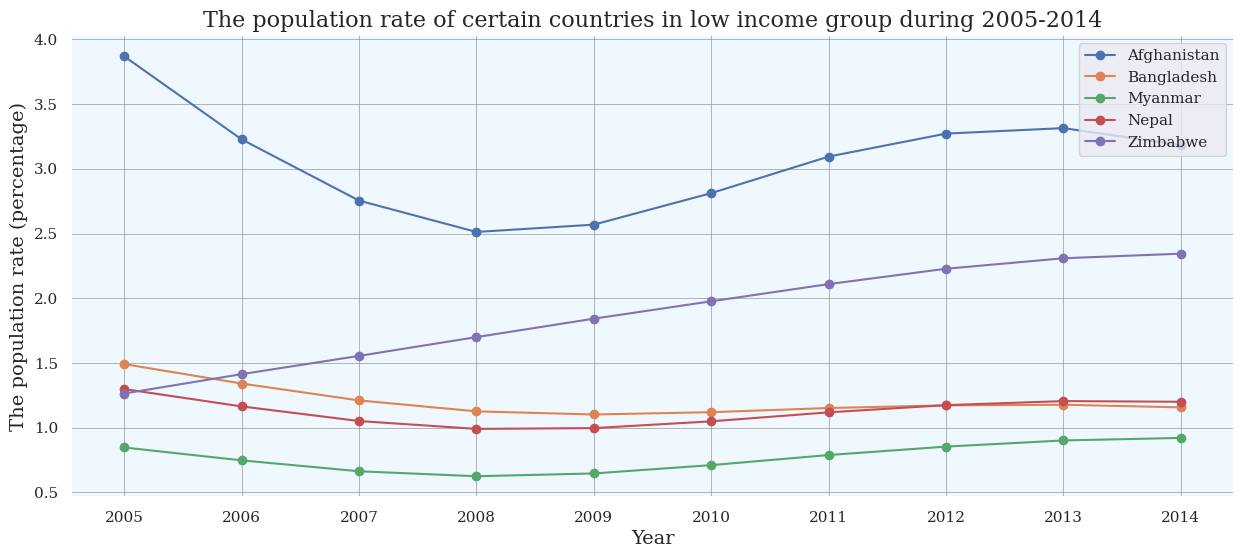 The population rate of certain countries in low income group during 2005-2014
The population rate (percentage)
4.0
3.5
3.0
2.5
2.0
1.5
1.0
0.5
Afghanistan
Bangladesh
Myanmar
Nepal
Zimbabwe
2005 2006 2007 2008 2009 2010 2011 2012 2013 2014
Year